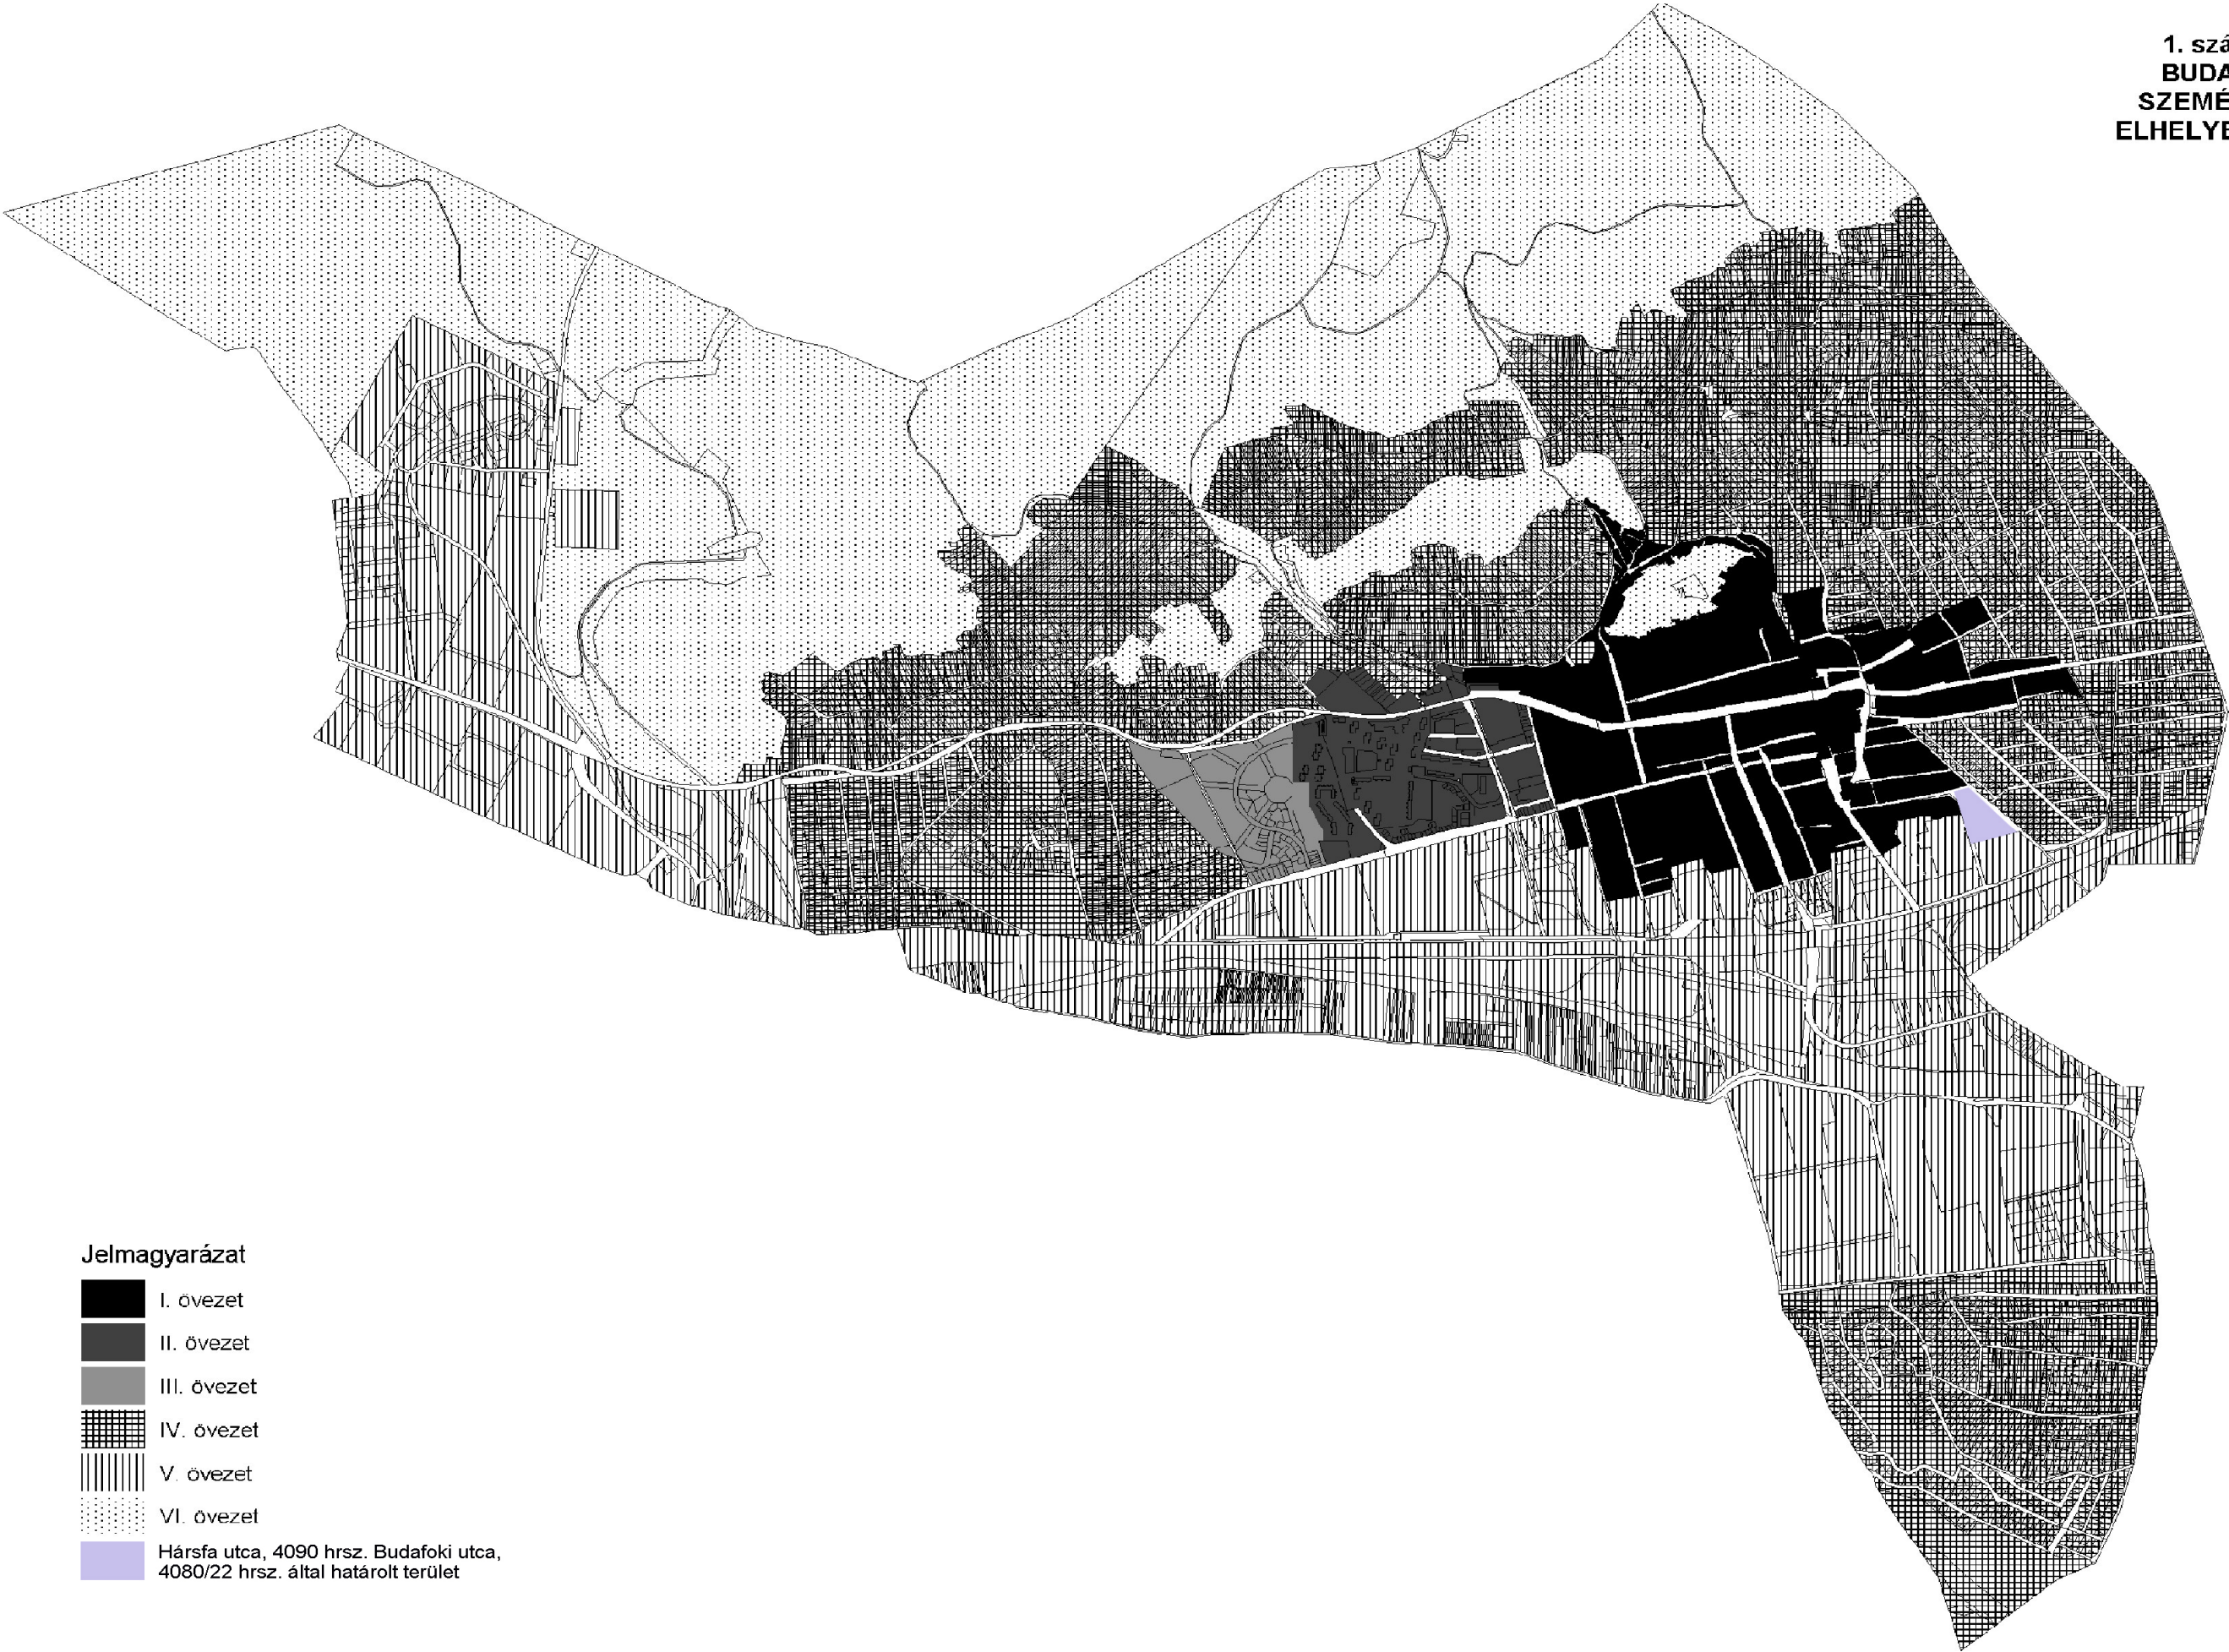 1. szá
BUDA
SZEMÉ
ELHELYE
Jelmagyarázat
I. övezet
II. övezet
III. övezet
IV. övezet
V. övezet
VI. övezet
Hársfa utca, 4090 hrsz. Budafoki utca,
4080/22 hrsz. által határolt terület